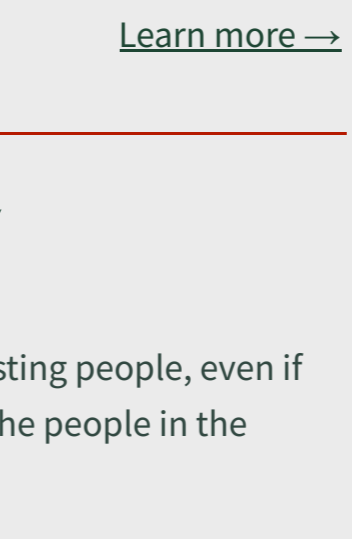 Learn more →
sting people, even if
he people in the